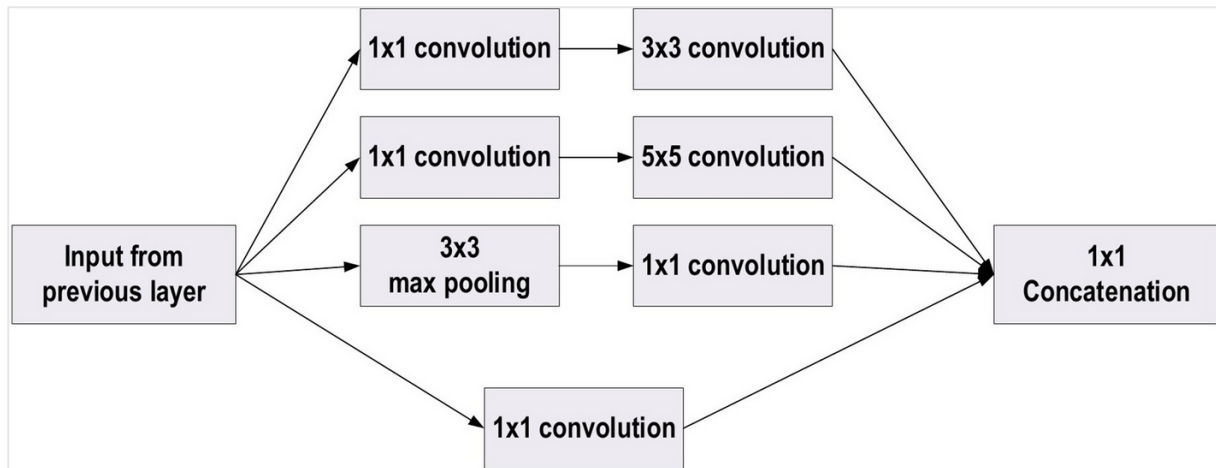 1x1 convolution
3x3 convolution
1x1 convolution
5x5 convolution
Input from
previous layer
3x3
max pooling
1x1 convolution
1x1
Concatenation
1x1 convolution